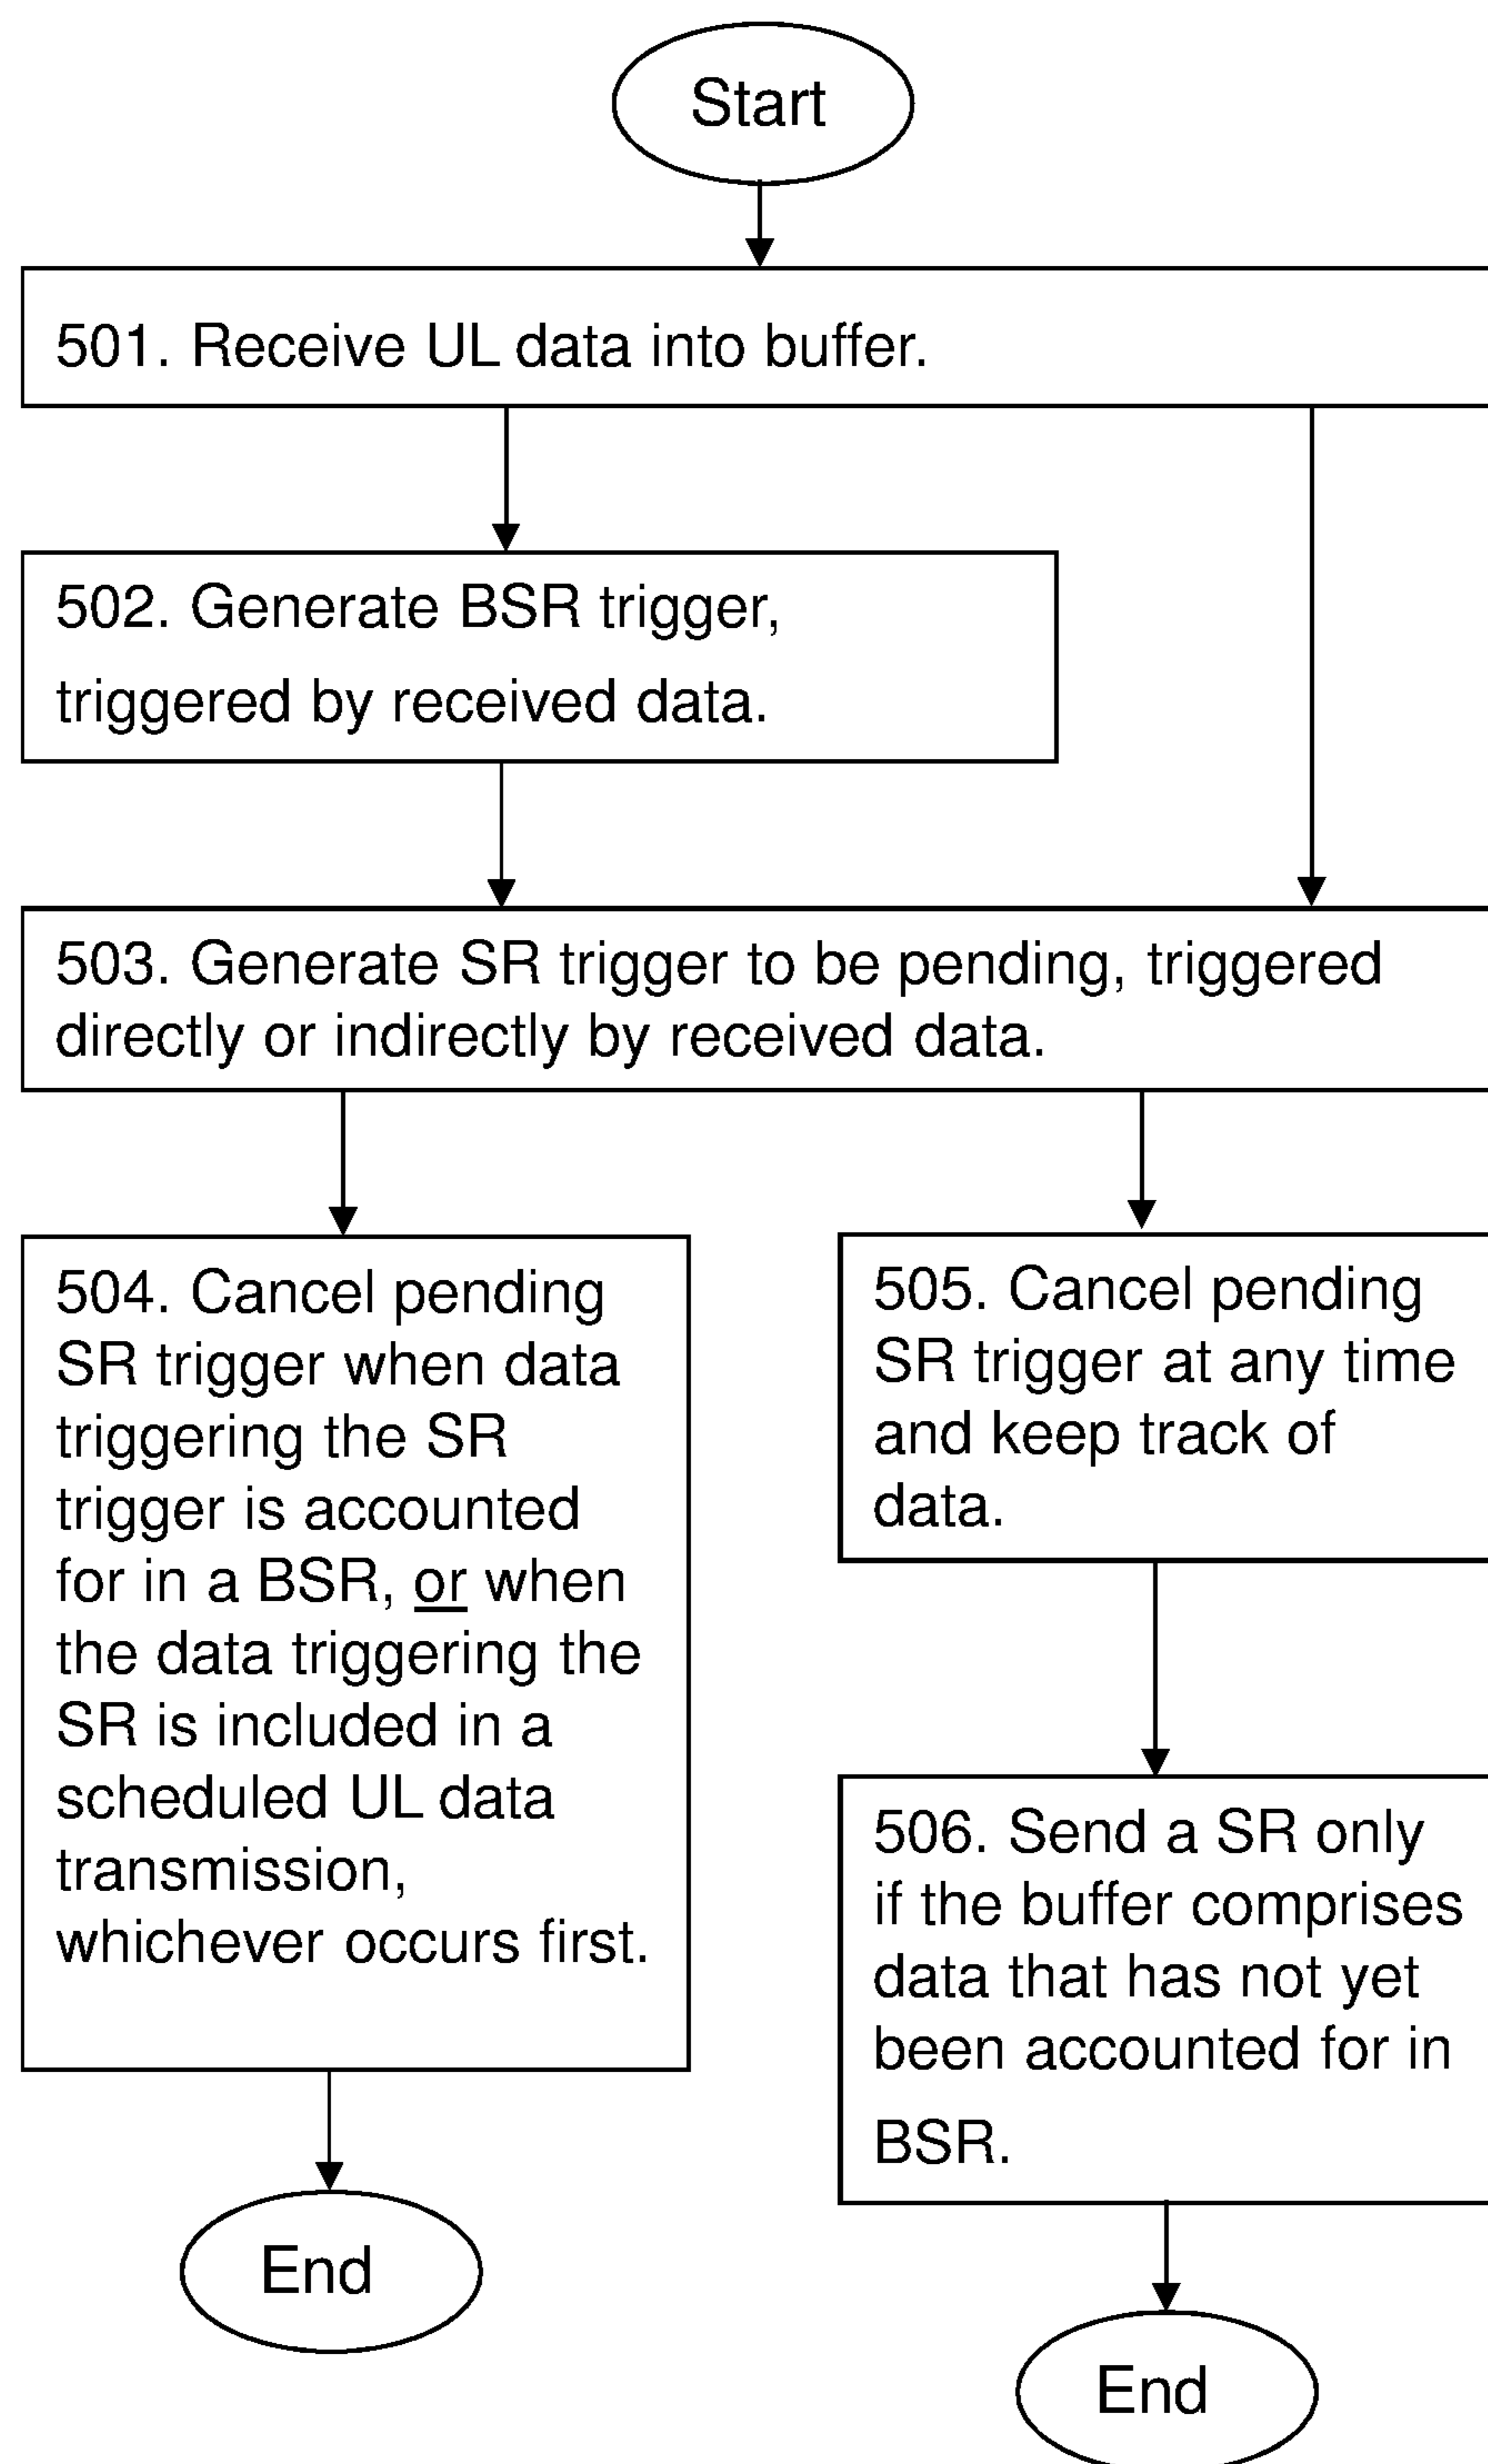 Start
501. Receive UL data into buffer.
502. Generate BSR trigger,
triggered by received data.
503. Generate SR trigger to be pending, triggered
directly or indirectly by received data.
504. Cancel pending
SR trigger when data
triggering the SR
trigger is accounted
for in a BSR, or when
the data triggering the
SR is included in a
scheduled UL data
transmission,
whichever occurs first.
End
505. Cancel pending
SR trigger at any time
and keep track of
data.
506. Send a SR only
if the buffer comprises
data that has not yet
been accounted for in
BSR.
End